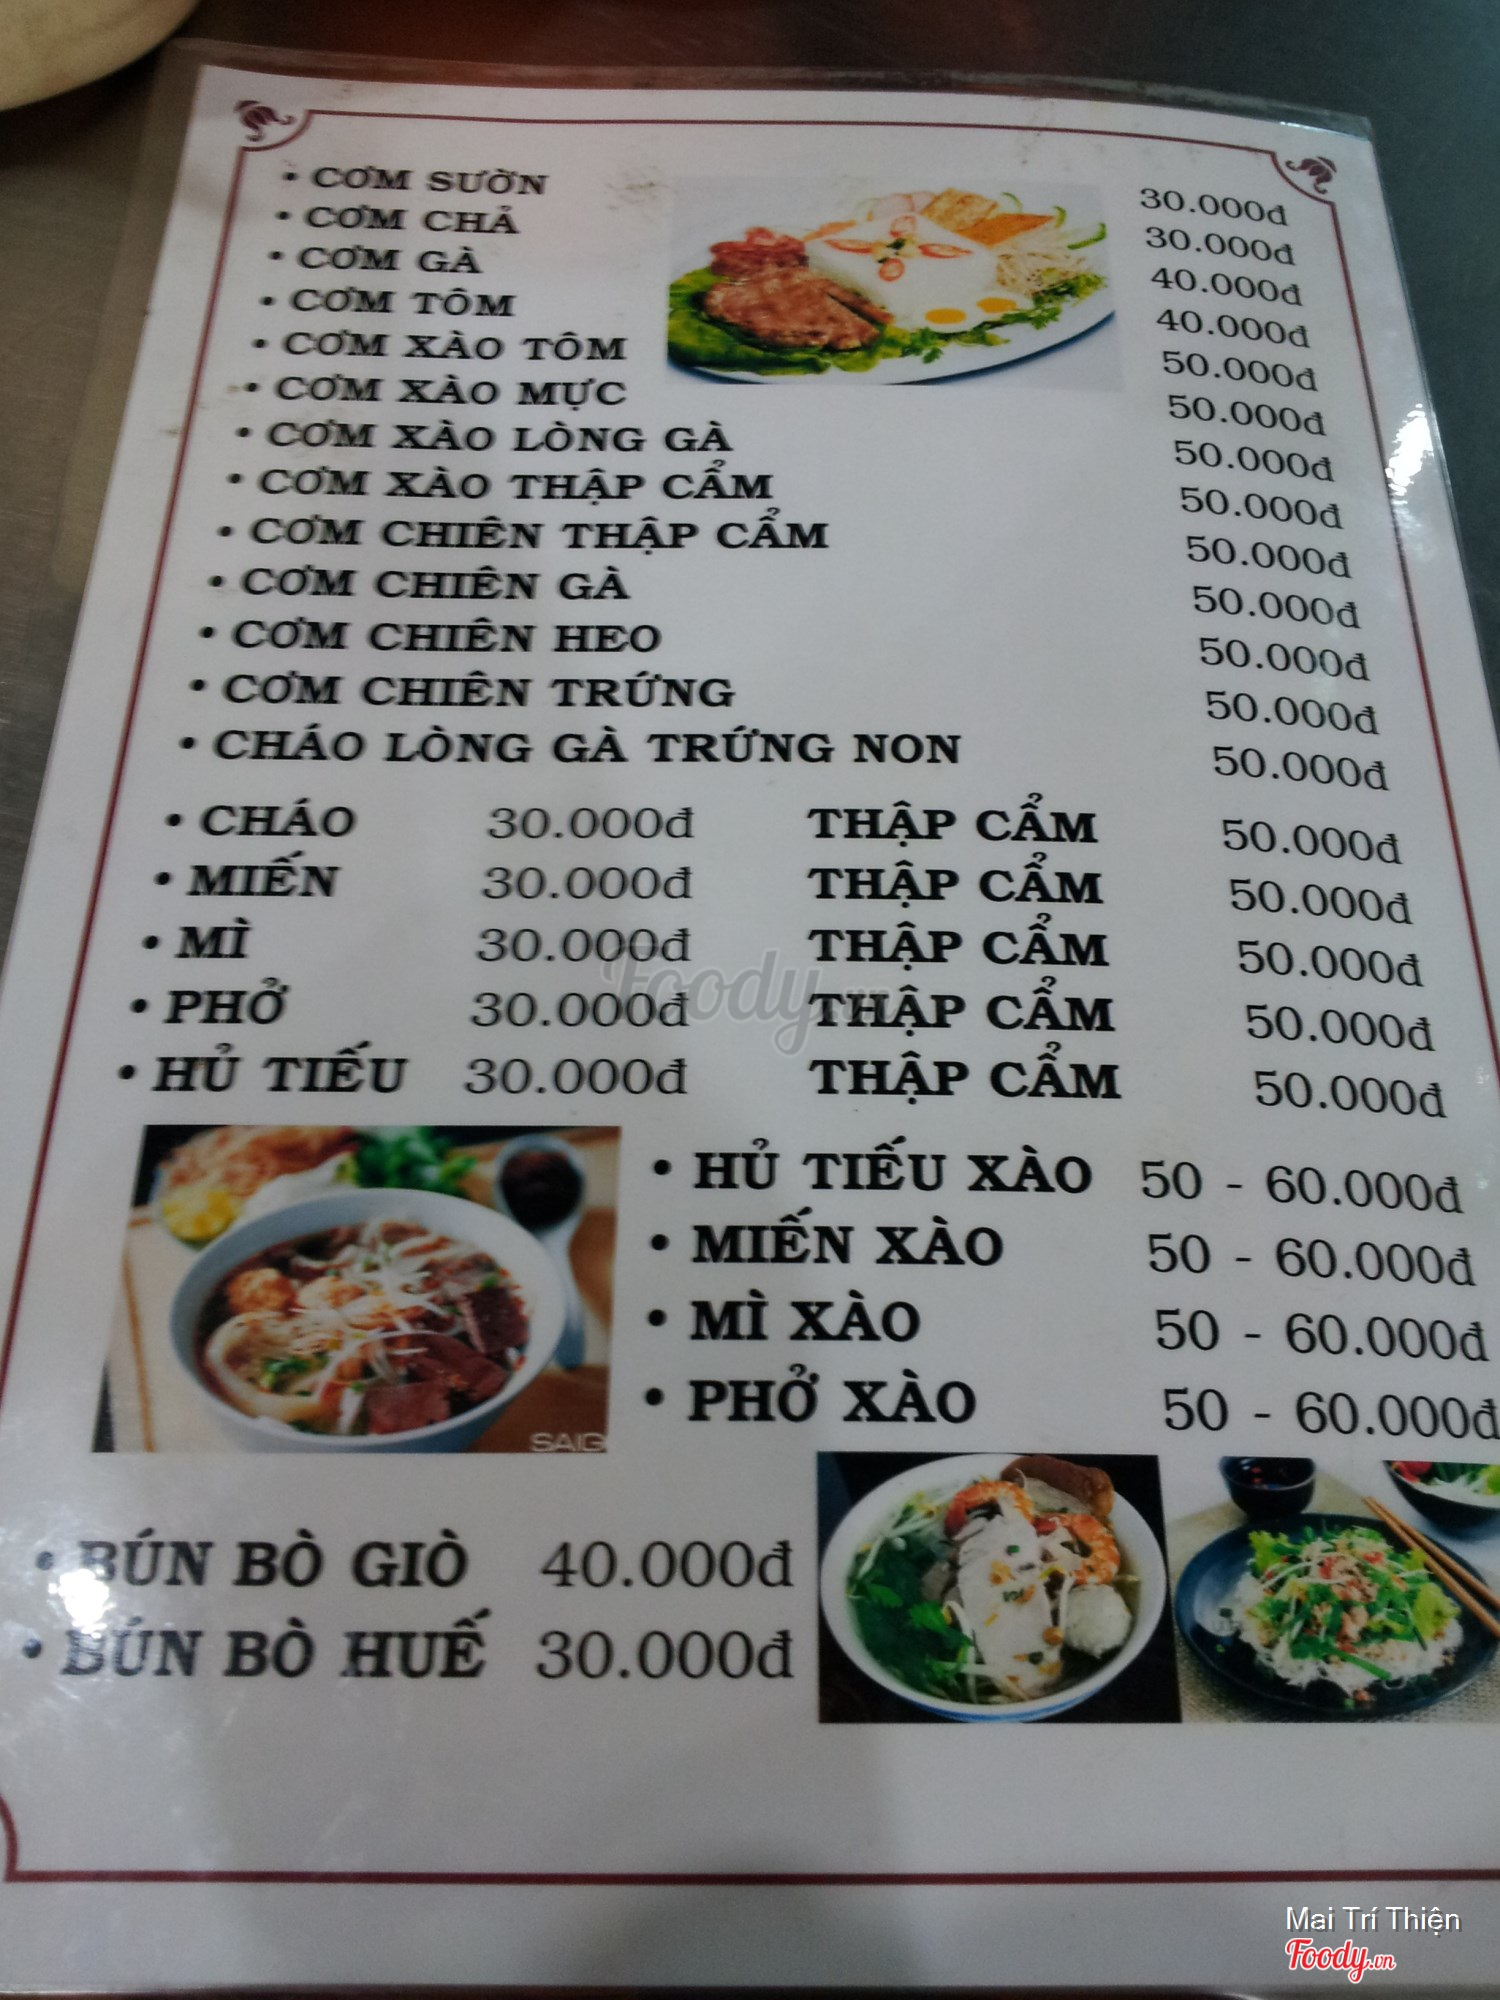 • CƠM SƯỜN 30.000đ
• CƠM CHẢ 30.000đ
• CƠM GÀ 40.000đ
• CƠM TÔM 40.000đ
• CƠM XÀO TÔM 50.000đ
• CƠM XÀO MỰC 50.000đ
• CƠM XÀO LÒNG GÀ 50.000đ
• CƠM XÀO THẬP CẨM 50.000đ
• CƠM CHIÊN THẬP CẨM 50.000đ
• CƠM CHIÊN GÀ 50.000đ
• CƠM CHIÊN HEO 50.000đ
• CƠM CHIÊN TRỨNG 50.000đ
• CHÁO LÒNG GÀ TRỨNG NON 50.000đ
• CHÁO 30.000đ THẬP CẨM 50.000đ
• MIẾN 30.000đ THẬP CẨM 50.000đ
• MÌ 30.000đ THẬP CẨM 50.000đ
• PHỞ 30.000đ THẬP CẨM 50.000đ
• HỦ TIẾU 30.000đ THẬP CẨM 50.000đ
Foody.vn
• HỦ TIẾU XÀO 50 - 60.000đ
• MIẾN XÀO 50 - 60.000đ
• MÌ XÀO 50 - 60.000đ
• PHỞ XÀO 50 - 60.000đ
SAIG
• BÚN BÒ GIÒ 40.000đ
• BÚN BÒ HUẾ 30.000đ
Mai Trí Thiện
Foody.vn